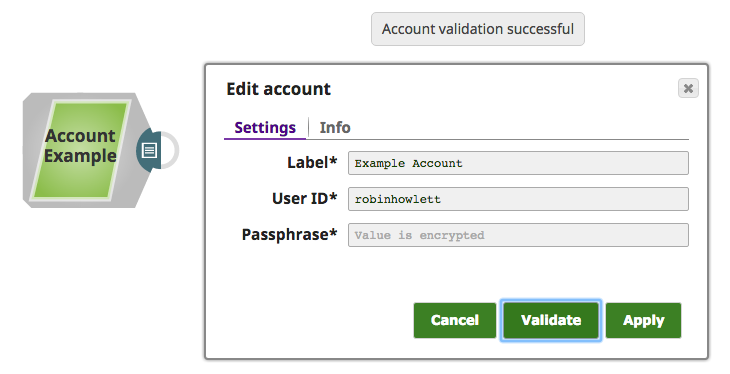 Account validation successful
Edit account
Account
Example
Settings
Info
Label*
Example Account
User ID*
robinhowlett
Passphrase*
Value is encrypted
Cancel
Validate
Apply